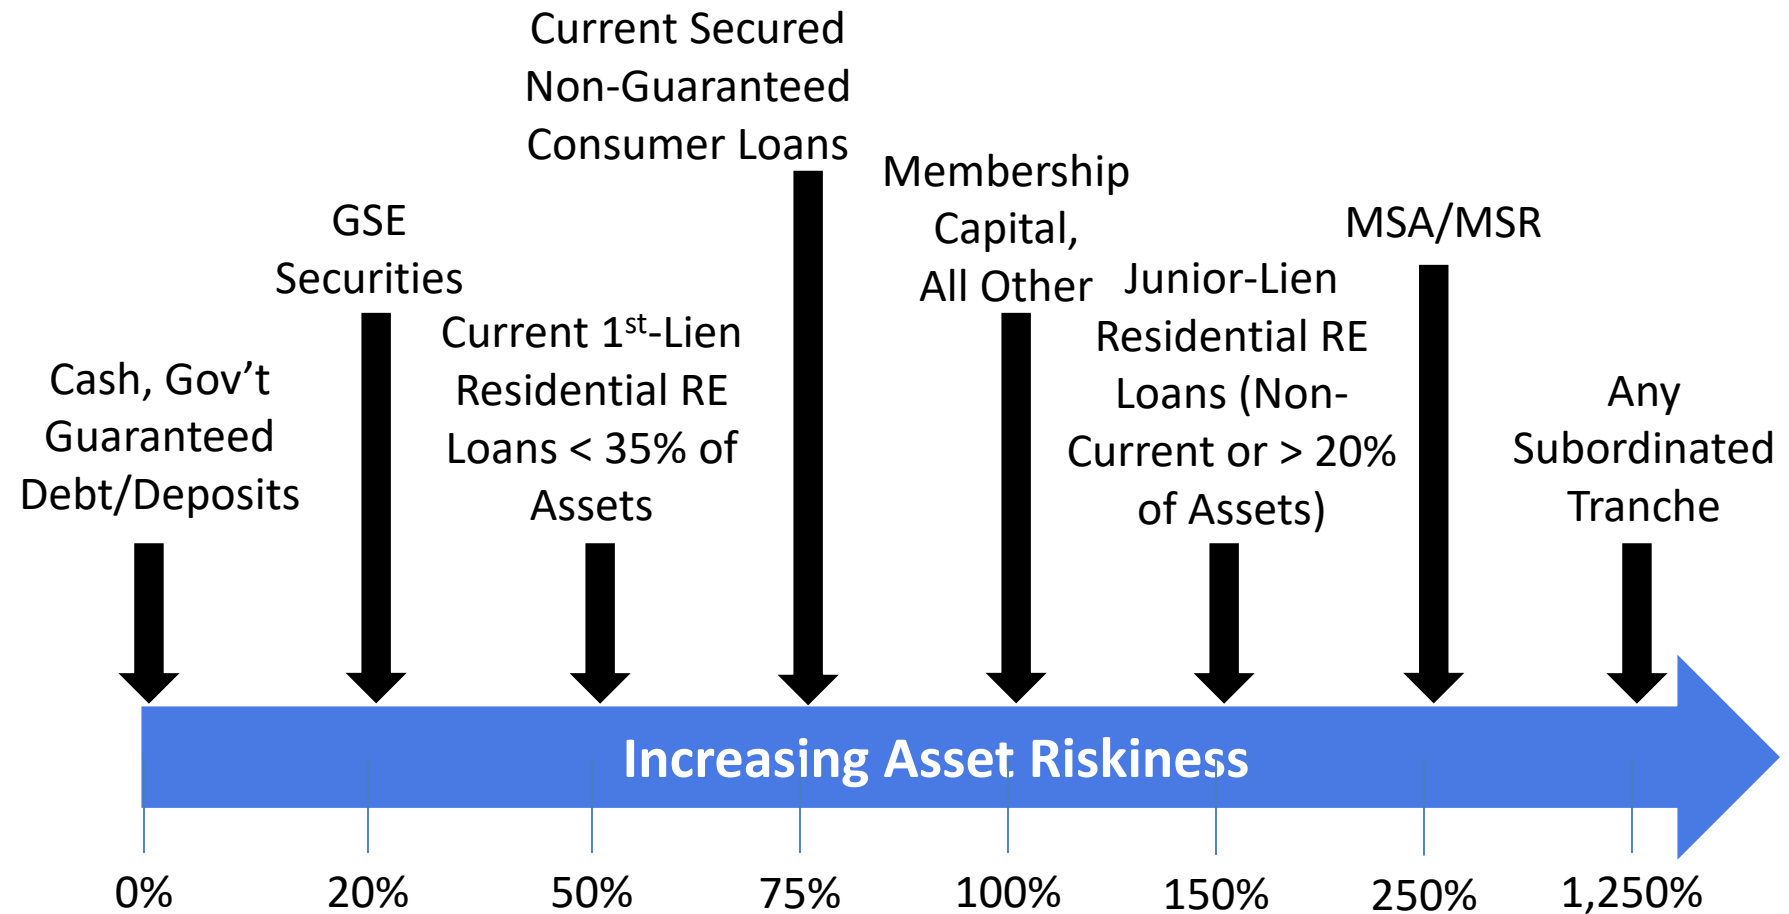 Cash, Gov’t
Guaranteed
Debt/Deposits
GSE
Securities
Current 1st-Lien
Residential RE
Loans < 35% of
Assets
Current Secured
Non-Guaranteed
Consumer Loans
Membership
Capital,
All Other
Junior-Lien
Residential RE
Loans (Non-
Current or > 20%
of Assets)
MSA/MSR
Any
Subordinated
Tranche
Increasing Asset Riskiness
0%
20%
50%
75%
100%
150%
250%
1,250%